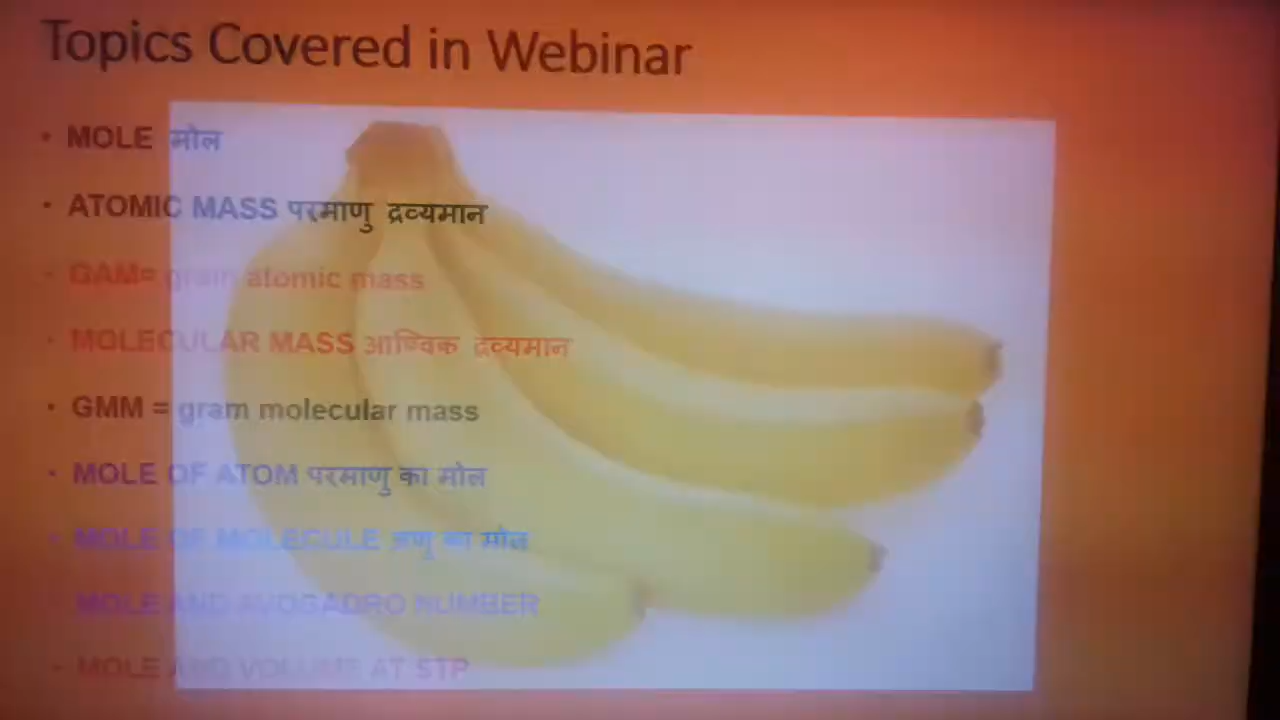 Topics Covered in Webinar
• MOLE मोल
• ATOMIC MASS परमाणु द्रव्यमान
• GAM= gram atomic mass
• MOLECULAR MASS आण्विक द्रव्यमान
• GMM = gram molecular mass
• MOLE OF ATOM परमाणु का मोल
• MOLE OF MOLECULE अणु का मोल
MOLE AND AVOGADRO NUMBER
• MOLE AND VOLUME AT STP